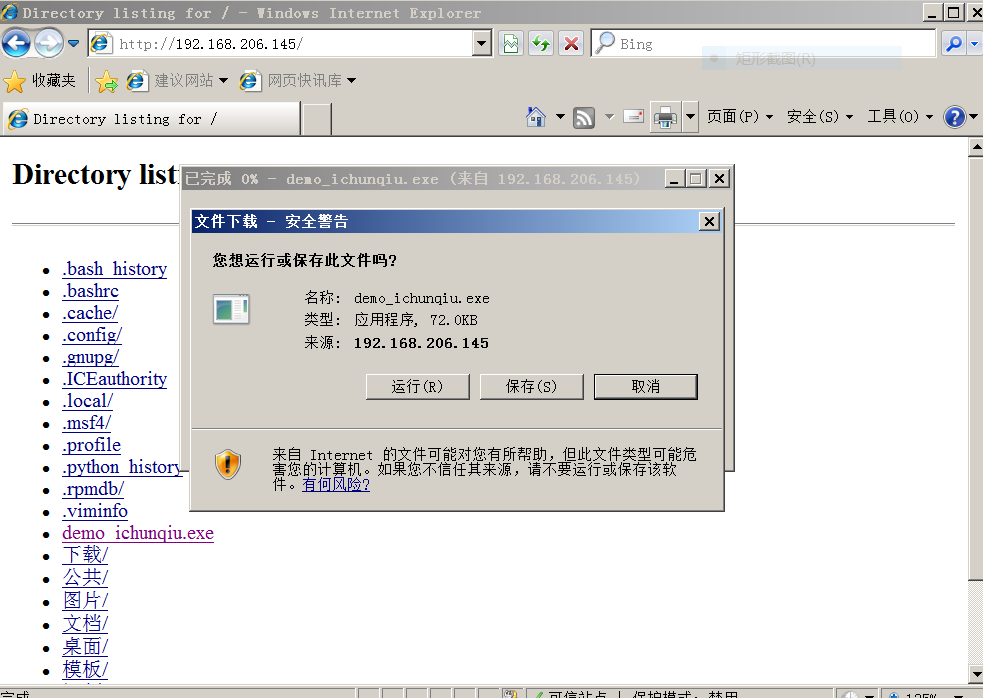 Directory listing for / - Windows Internet Explorer
http://192.168.206.145/
Bing
矩形截图(R)
收藏夹
建议网站
网页快讯库
Directory listing for /
页面(P)
安全(S)
工具(O)
Directory list
已完成 0% - demo_ichunqiu.exe (来自 192.168.206.145)
文件下载 - 安全警告
您想运行或保存此文件吗?
名称: demo_ichunqiu.exe
类型: 应用程序, 72.0KB
来源: 192.168.206.145
运行(R)
保存(S)
取消
来自 Internet 的文件可能对您有所帮助，但此文件类型可能危
害您的计算机。如果您不信任其来源，请不要运行或保存该软
件。有何风险?
.bash_history
.bashrc
.cache/
.config/
.gnupg/
.ICEauthority
.local/
.msf4/
.profile
.python_history
.rpmdb/
.viminfo
demo_ichunqiu.exe
下载/
公共/
图片/
文档/
桌面/
模板/
完成
可信站点 | 保护模式: 禁用
125%